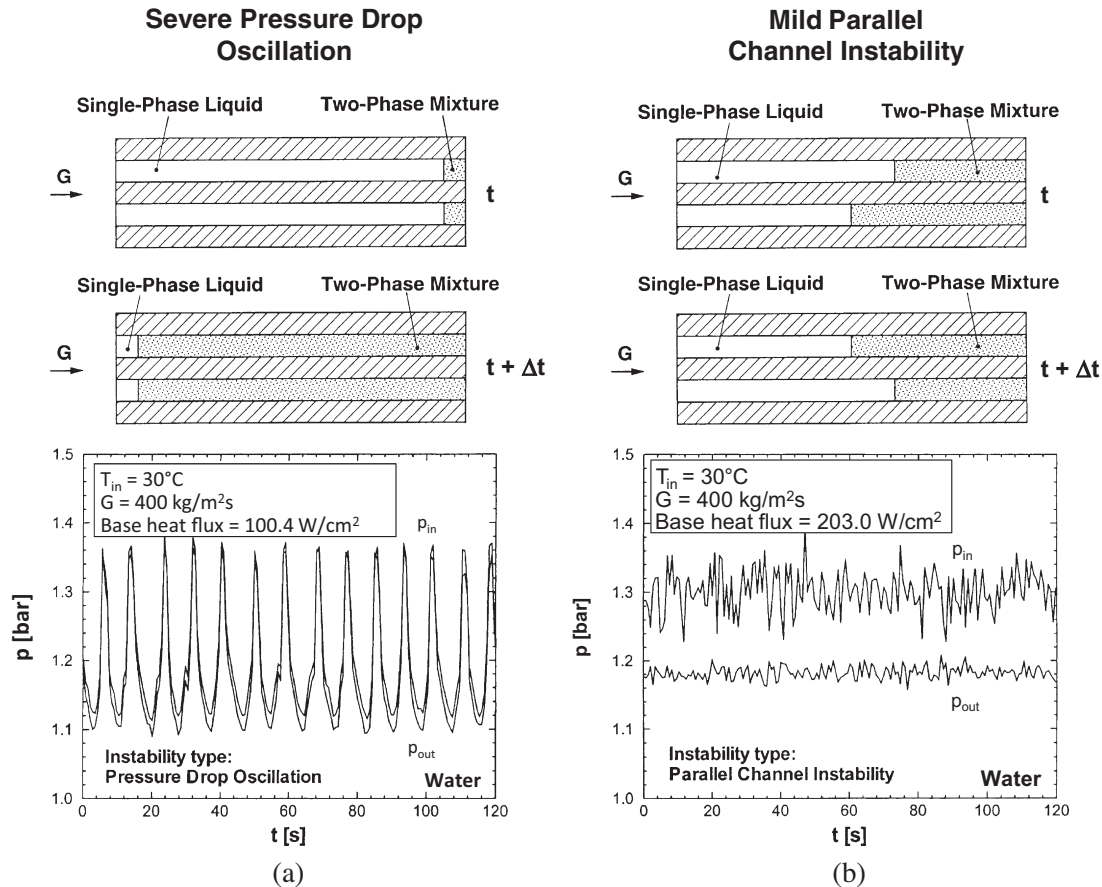 Severe Pressure Drop
Oscillation
Single-Phase Liquid
Two-Phase Mixture
G
t
Single-Phase Liquid
Two-Phase Mixture
G
t + Δt
1.5
1.4
1.3
1.2
1.1
1.0
p [bar]
T_in = 30°C
G = 400 kg/m²s
Base heat flux = 100.4 W/cm²
p_in
p_out
Instability type:
Pressure Drop Oscillation
Water
0 20 40 60 80 100 120
t [s]
(a)
Mild Parallel
Channel Instability
Single-Phase Liquid
Two-Phase Mixture
G
t
Single-Phase Liquid
Two-Phase Mixture
G
t + Δt
1.5
1.4
1.3
1.2
1.1
1.0
p [bar]
T_in = 30°C
G = 400 kg/m²s
Base heat flux = 203.0 W/cm²
p_in
p_out
Instability type:
Parallel Channel Instability
Water
0 20 40 60 80 100 120
t [s]
(b)